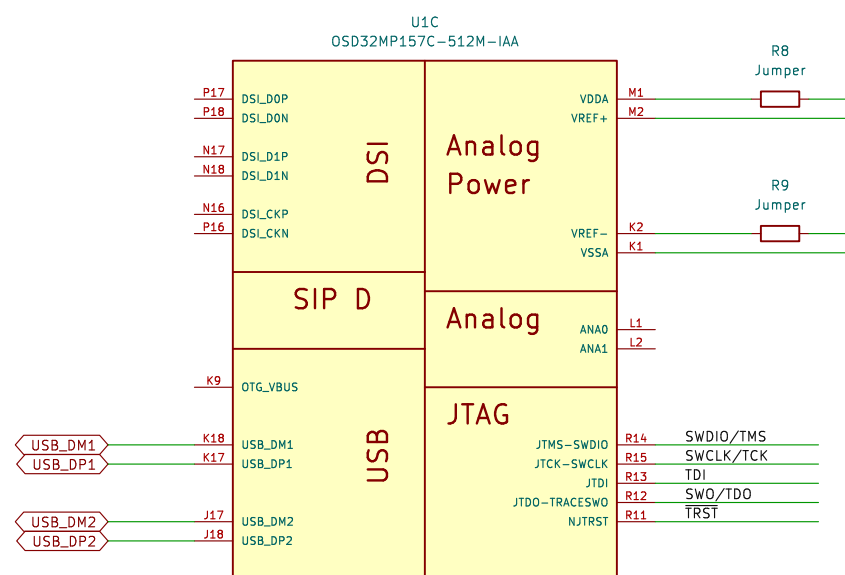 U1C
OSD32MP157C-512M-IAA
R8
Jumper
P17 DSI_D0P
P18 DSI_D0N
N17 DSI_D1P
N18 DSI_D1N
N16 DSI_CKP
P16 DSI_CKN
DSI
Analog
Power
VDDA M1
VREF+ M2
R9
Jumper
VREF- K2
VSSA K1
SIP D
Analog
ANA0 L1
ANA1 L2
K9 OTG_VBUS
USB_DM1 K18 USB_DM1
USB_DP1 K17 USB_DP1
USB_DM2 J17 USB_DM2
USB_DP2 J18 USB_DP2
USB
JTAG
JTMS-SWDIO R14 SWDIO/TMS
JTCK-SWCLK R15 SWCLK/TCK
JTDI R13 TDI
JTDO-TRACESWO R12 SWO/TDO
NJTRST R11 TRST